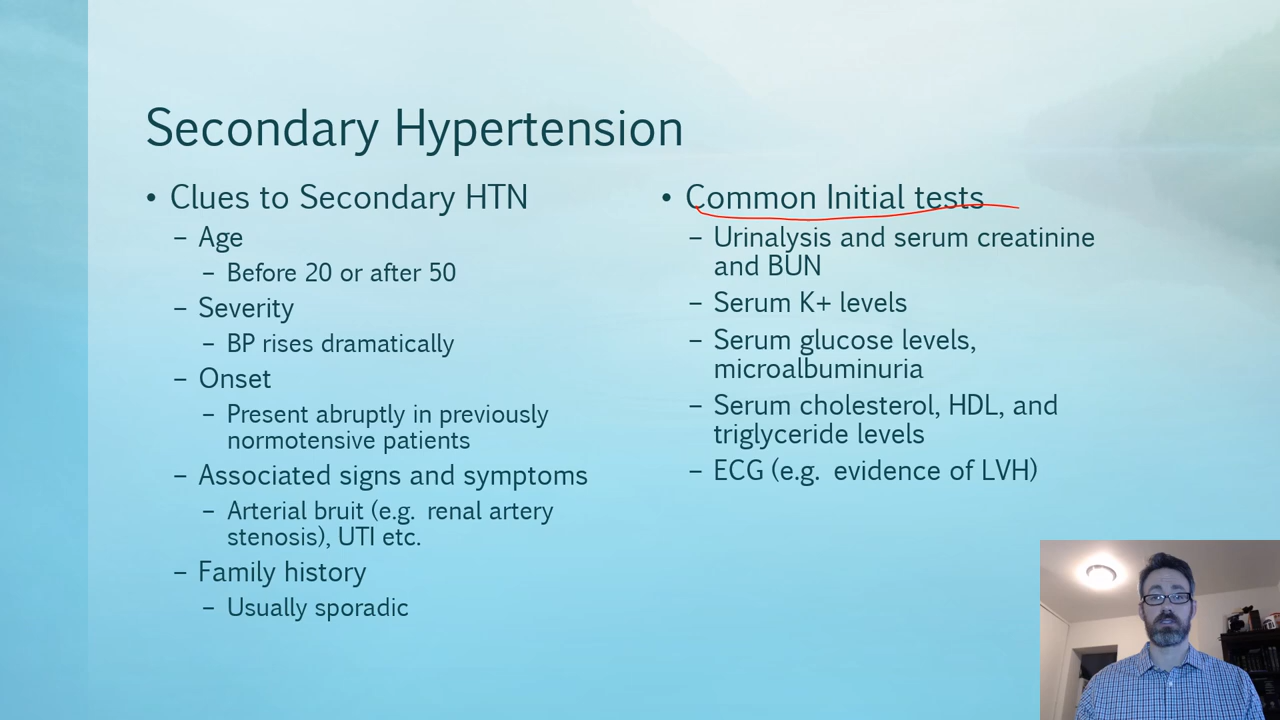 Secondary Hypertension
• Clues to Secondary HTN
– Age
– Before 20 or after 50
– Severity
– BP rises dramatically
– Onset
– Present abruptly in previously
normotensive patients
– Associated signs and symptoms
– Arterial bruit (e.g. renal artery
stenosis), UTI etc.
– Family history
– Usually sporadic
• Common Initial tests
– Urinalysis and serum creatinine
and BUN
– Serum K+ levels
– Serum glucose levels,
microalbuminuria
– Serum cholesterol, HDL, and
triglyceride levels
– ECG (e.g. evidence of LVH)